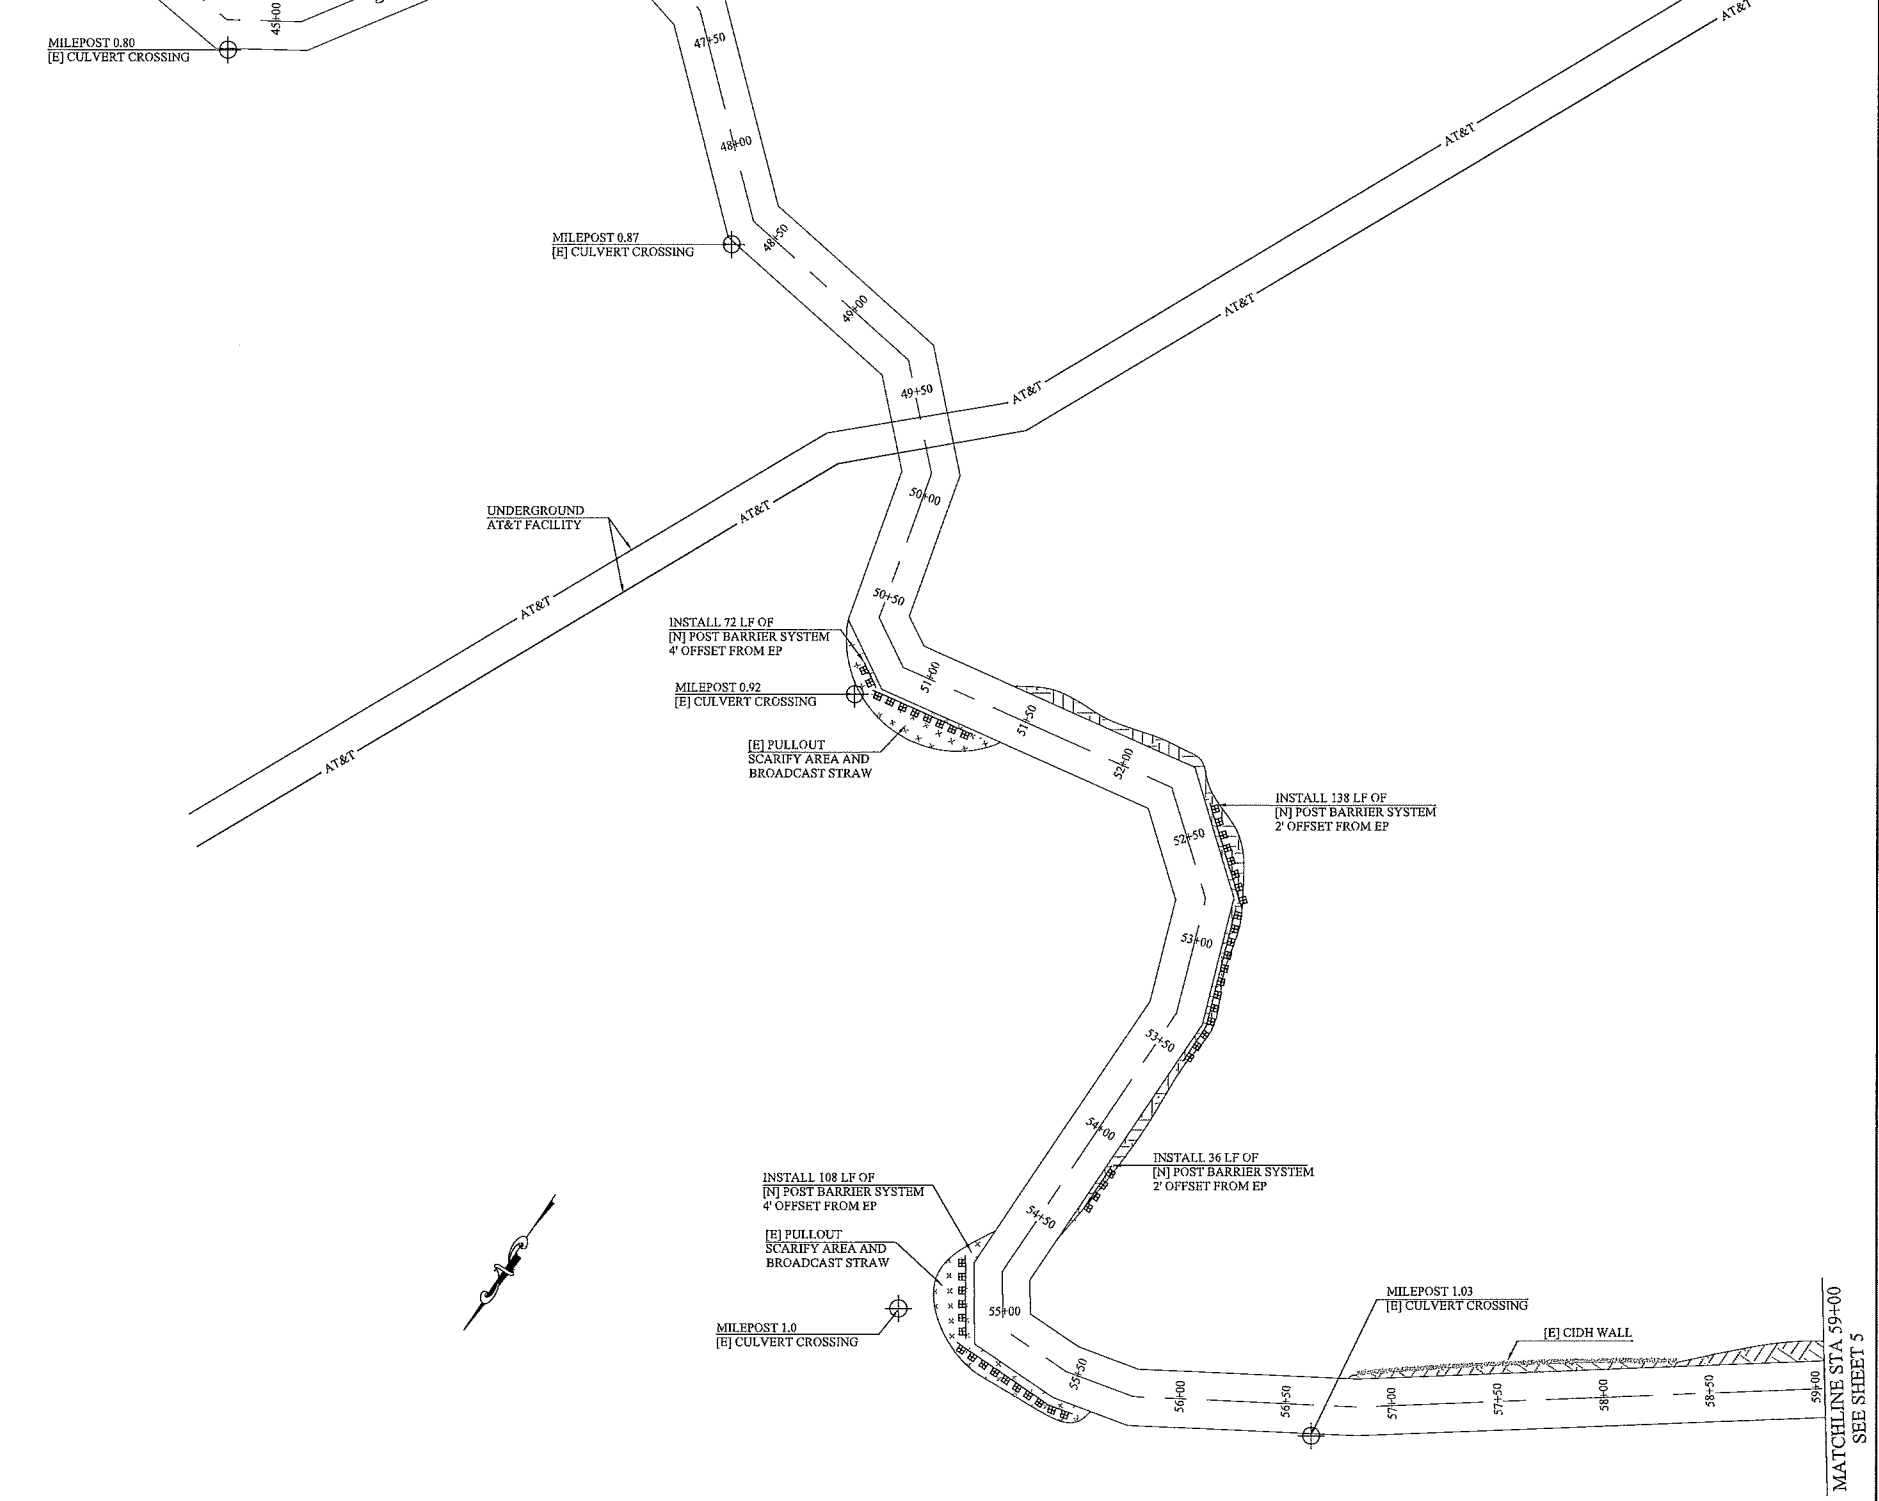 45+00
MILEPOST 0.80
[E] CULVERT CROSSING
47+50
48+00
MILEPOST 0.87
[E] CULVERT CROSSING
48+50
49+00
49+50
AT&T
AT&T
AT&T
AT&T
50+00
UNDERGROUND
AT&T FACILITY
AT&T
AT&T
AT&T
50+50
INSTALL 72 LF OF
[N] POST BARRIER SYSTEM
4' OFFSET FROM EP
MILEPOST 0.92
[E] CULVERT CROSSING
[E] PULLOUT
SCARIFY AREA AND
BROADCAST STRAW
51+00
51+50
52+00
INSTALL 138 LF OF
[N] POST BARRIER SYSTEM
2' OFFSET FROM EP
52+50
53+00
53+50
54+00
INSTALL 36 LF OF
[N] POST BARRIER SYSTEM
2' OFFSET FROM EP
54+50
INSTALL 108 LF OF
[N] POST BARRIER SYSTEM
4' OFFSET FROM EP
[E] PULLOUT
SCARIFY AREA AND
BROADCAST STRAW
55+00
MILEPOST 1.0
[E] CULVERT CROSSING
55+50
MILEPOST 1.03
[E] CULVERT CROSSING
[E] CIDH WALL
56+00
56+50
57+00
57+50
58+00
58+50
59+00
MATCHLINE STA 59+00
SEE SHEET 5